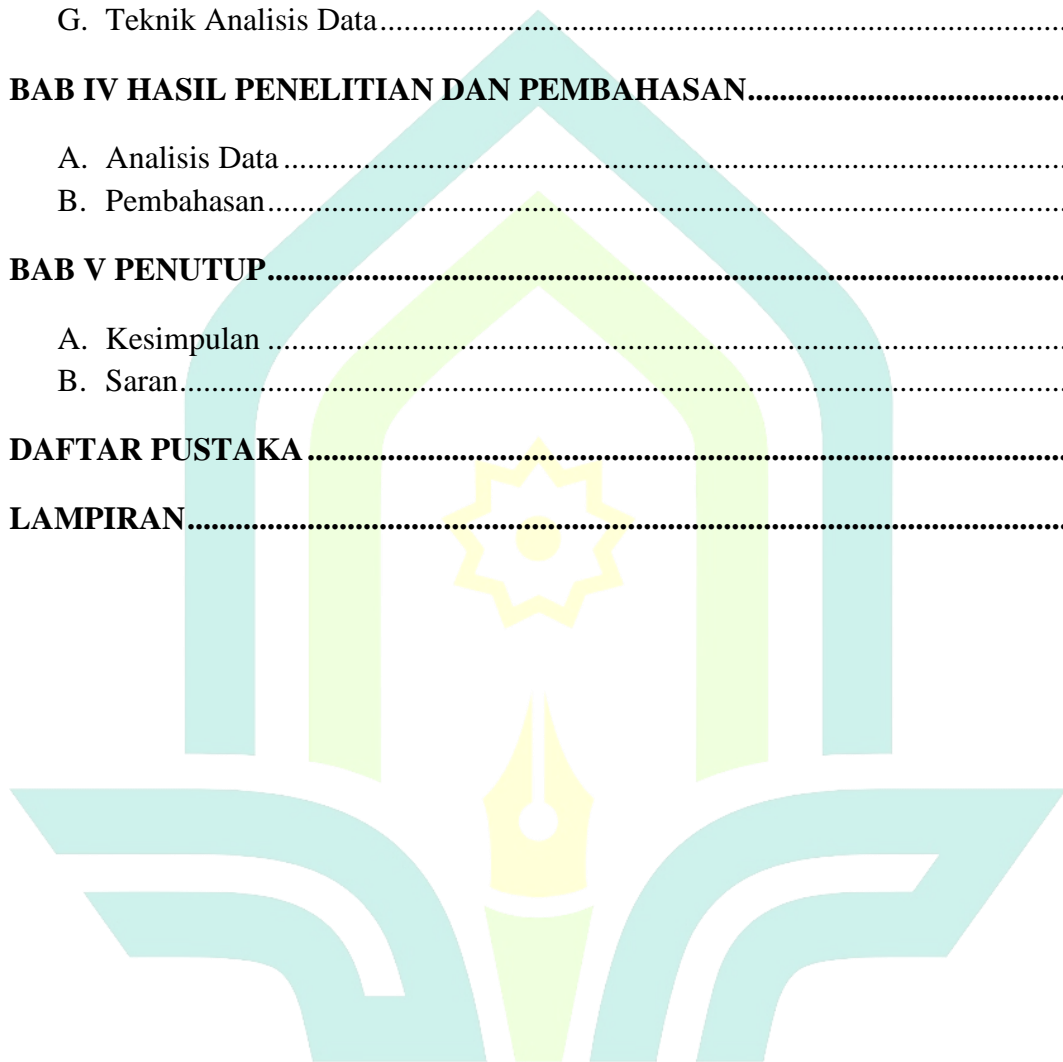 G. Teknik Analisis Data..........................................................................................
BAB IV HASIL PENELITIAN DAN PEMBAHASAN........................................
A. Analisis Data......................................................................................................
B. Pembahasan........................................................................................................
BAB V PENUTUP....................................................................................................
A. Kesimpulan........................................................................................................
B. Saran..................................................................................................................
DAFTAR PUSTAKA...............................................................................................
LAMPIRAN..............................................................................................................